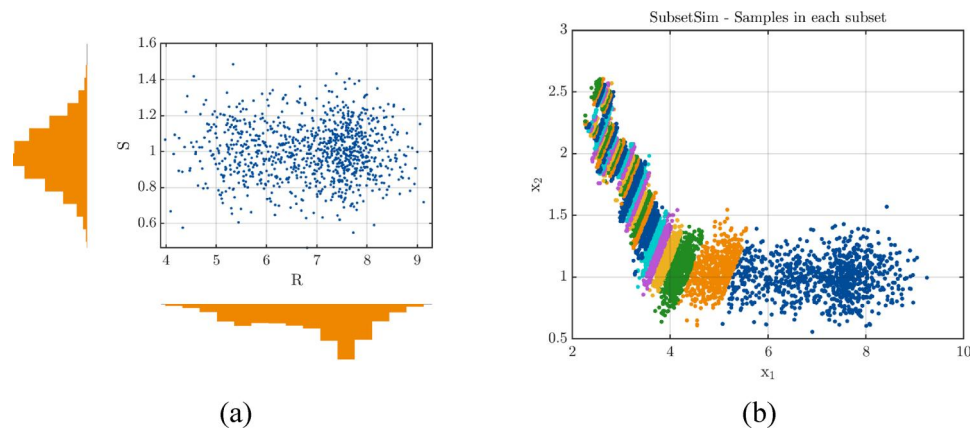 SubsetSim - Samples in each subset
1.6
1.4
1.2
1
0.8
0.6
S
4 5 6 7 8 9
R
3
2.5
2
1.5
1
0.5
x₂
2 4 6 8 10
x₁
(a) (b)